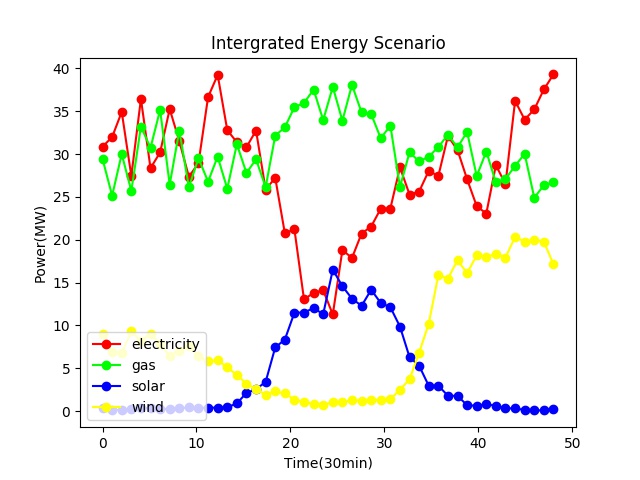 Intergrated Energy Scenario
40
35
30
25
20
15
10
5
0
Power(MW)
electricity
gas
solar
wind
0 10 20 30 40 50
Time(30min)